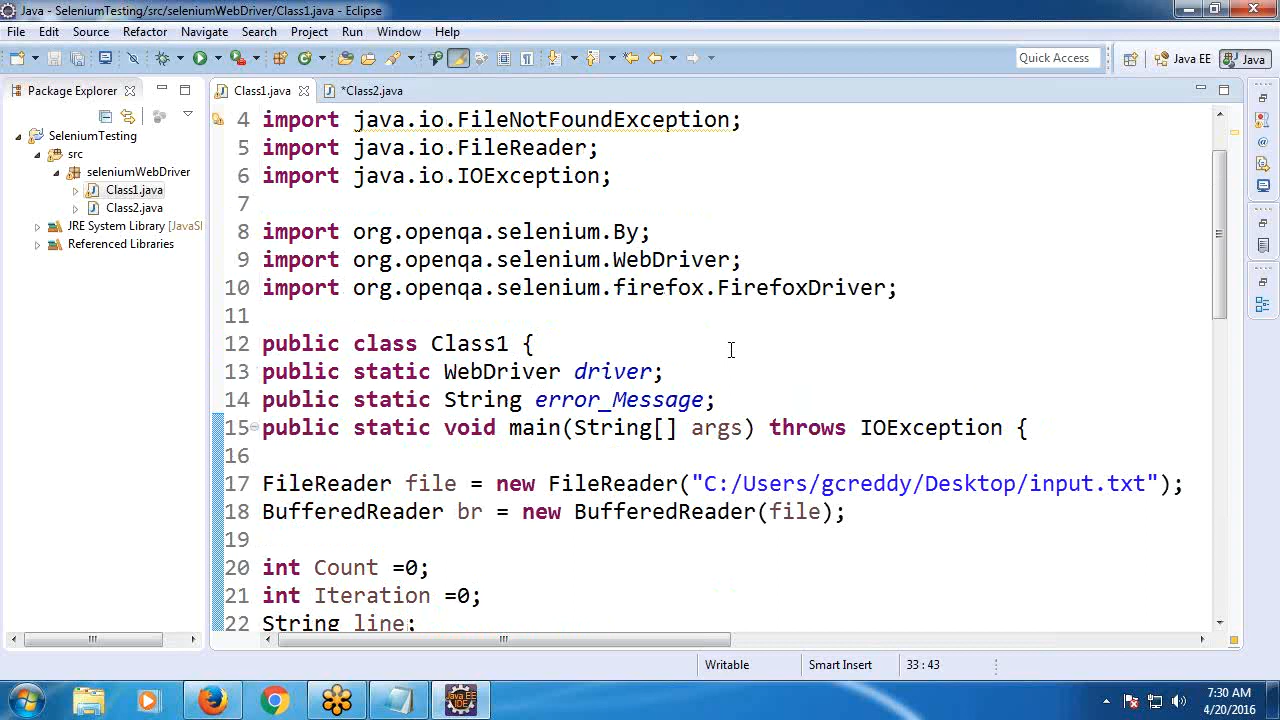 Java - SeleniumTesting/src/seleniumWebDriver/Class1.java - Eclipse
File Edit Source Refactor Navigate Search Project Run Window Help
Quick Access
Java EE
Java
Package Explorer
Class1.java
*Class2.java
SeleniumTesting
src
seleniumWebDriver
Class1.java
Class2.java
JRE System Library [JavaSE
Referenced Libraries
4 import java.io.FileNotFoundException;
5 import java.io.FileReader;
6 import java.io.IOException;
7
8 import org.openqa.selenium.By;
9 import org.openqa.selenium.WebDriver;
10 import org.openqa.selenium.firefox.FirefoxDriver;
11
12 public class Class1 {
13 public static WebDriver driver;
14 public static String error_Message;
15 public static void main(String[] args) throws IOException {
16
17 FileReader file = new FileReader("C:/Users/gcreddy/Desktop/input.txt");
18 BufferedReader br = new BufferedReader(file);
19
20 int Count =0;
21 int Iteration =0;
22 String line;
Writable Smart Insert 33 : 43
Java EE
IDE
7:30 AM
4/20/2016